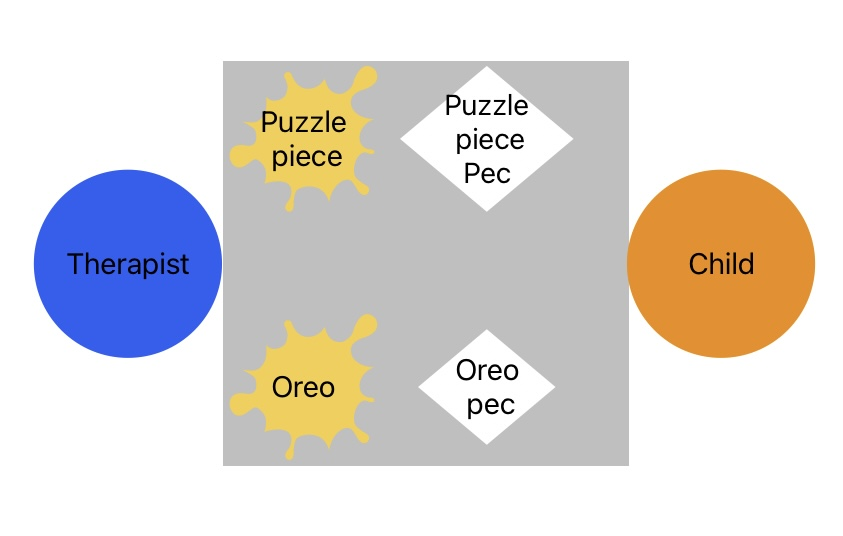 Puzzle
piece
Puzzle
piece
Pec
Therapist
Child
Oreo
Oreo
pec